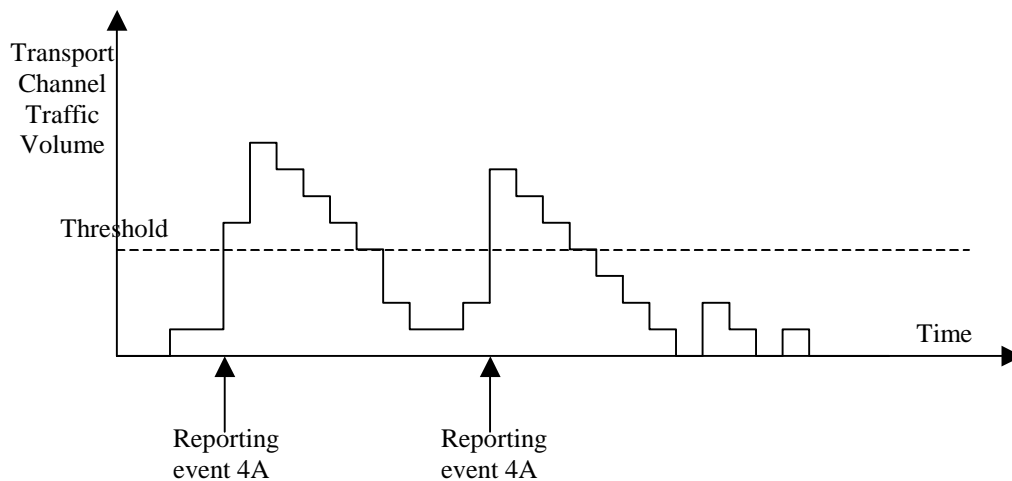 Transport
Channel
Traffic
Volume
Threshold
Time
Reporting
event 4A
Reporting
event 4A